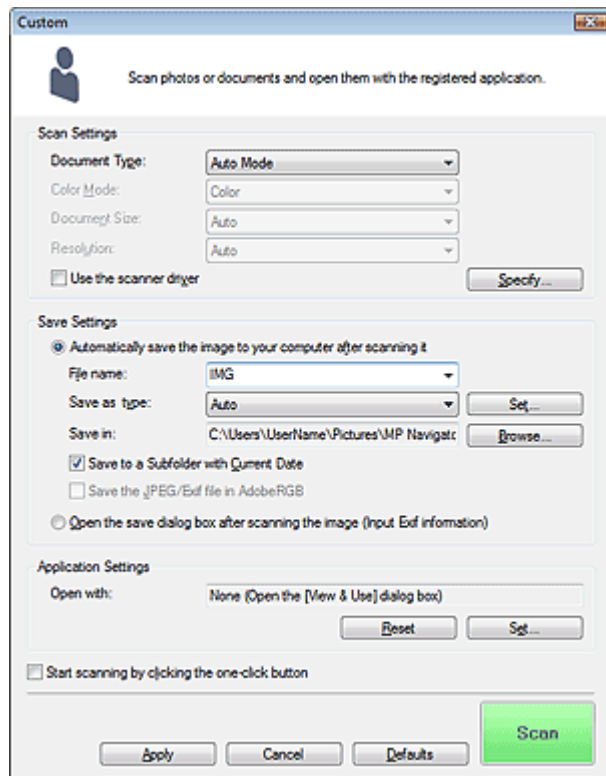 Custom
Scan photos or documents and open them with the registered application.
Scan Settings
Document Type: Auto Mode
Color Mode: Color
Document Size: Auto
Resolution: Auto
Use the scanner driver Specify...
Save Settings
Automatically save the image to your computer after scanning it
File name: IMG
Save as type: Auto Set...
Save in: C:\Users\UserName\Pictures\MP Navigatc Browse...
Save to a Subfolder with Current Date
Save the JPEG/Exif file in AdobeRGB
Open the save dialog box after scanning the image (Input Exif information)
Application Settings
Open with: None (Open the [View & Use] dialog box)
Reset Set...
Start scanning by clicking the one-click button
Scan
Apply Cancel Defaults